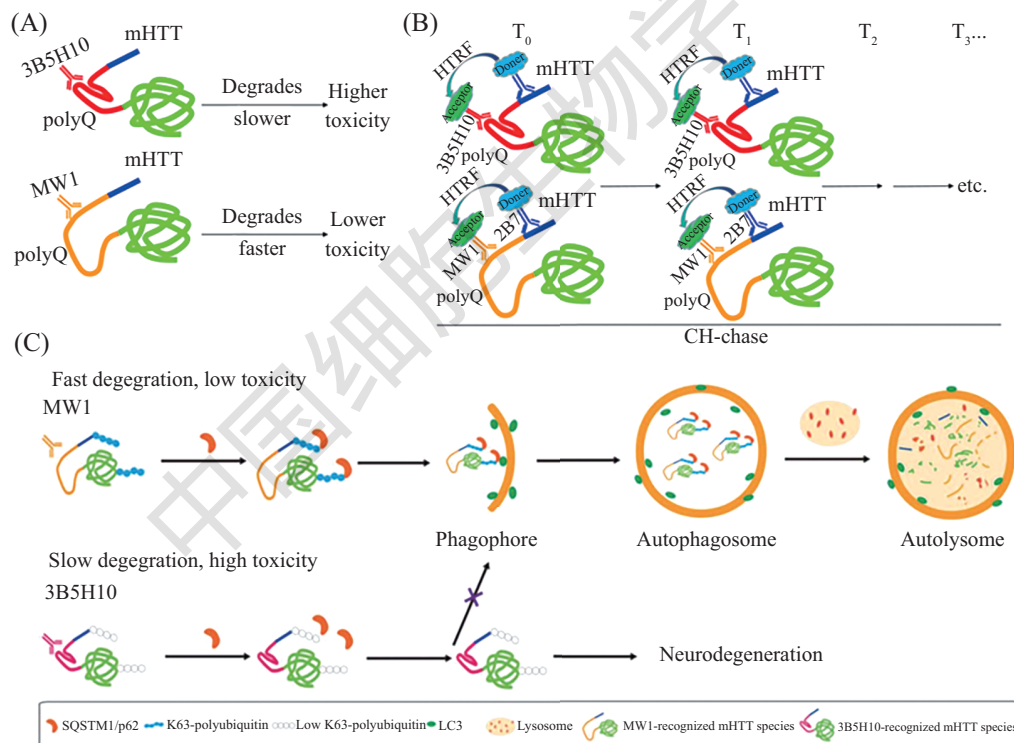 (A)
3B5H10
mHTT
polyQ
Degrades
slower
Higher
toxicity
MW1
mHTT
polyQ
Degrades
faster
Lower
toxicity
(B)
T0
T1
T2
T3...
HTRF
Doner
mHTT
Acceptor
3B5H10
polyQ
HTRF
Doner
mHTT
Acceptor
3B5H10
polyQ
HTRF
Doner
mHTT
Acceptor
MW1
2B7
polyQ
HTRF
Doner
mHTT
Acceptor
MW1
2B7
polyQ
etc.
CH-chase
(C)
Fast degegration, low toxicity
MW1
Phagophore
Autophagosome
Autolysome
Slow degegration, high toxicity
3B5H10
Neurodegeneration
SQSTM1/p62 K63-polyubiquitin Low K63-polyubiquitin LC3 Lysosome MW1-recognized mHTT species 3B5H10-recognized mHTT species
中国细胞生物学